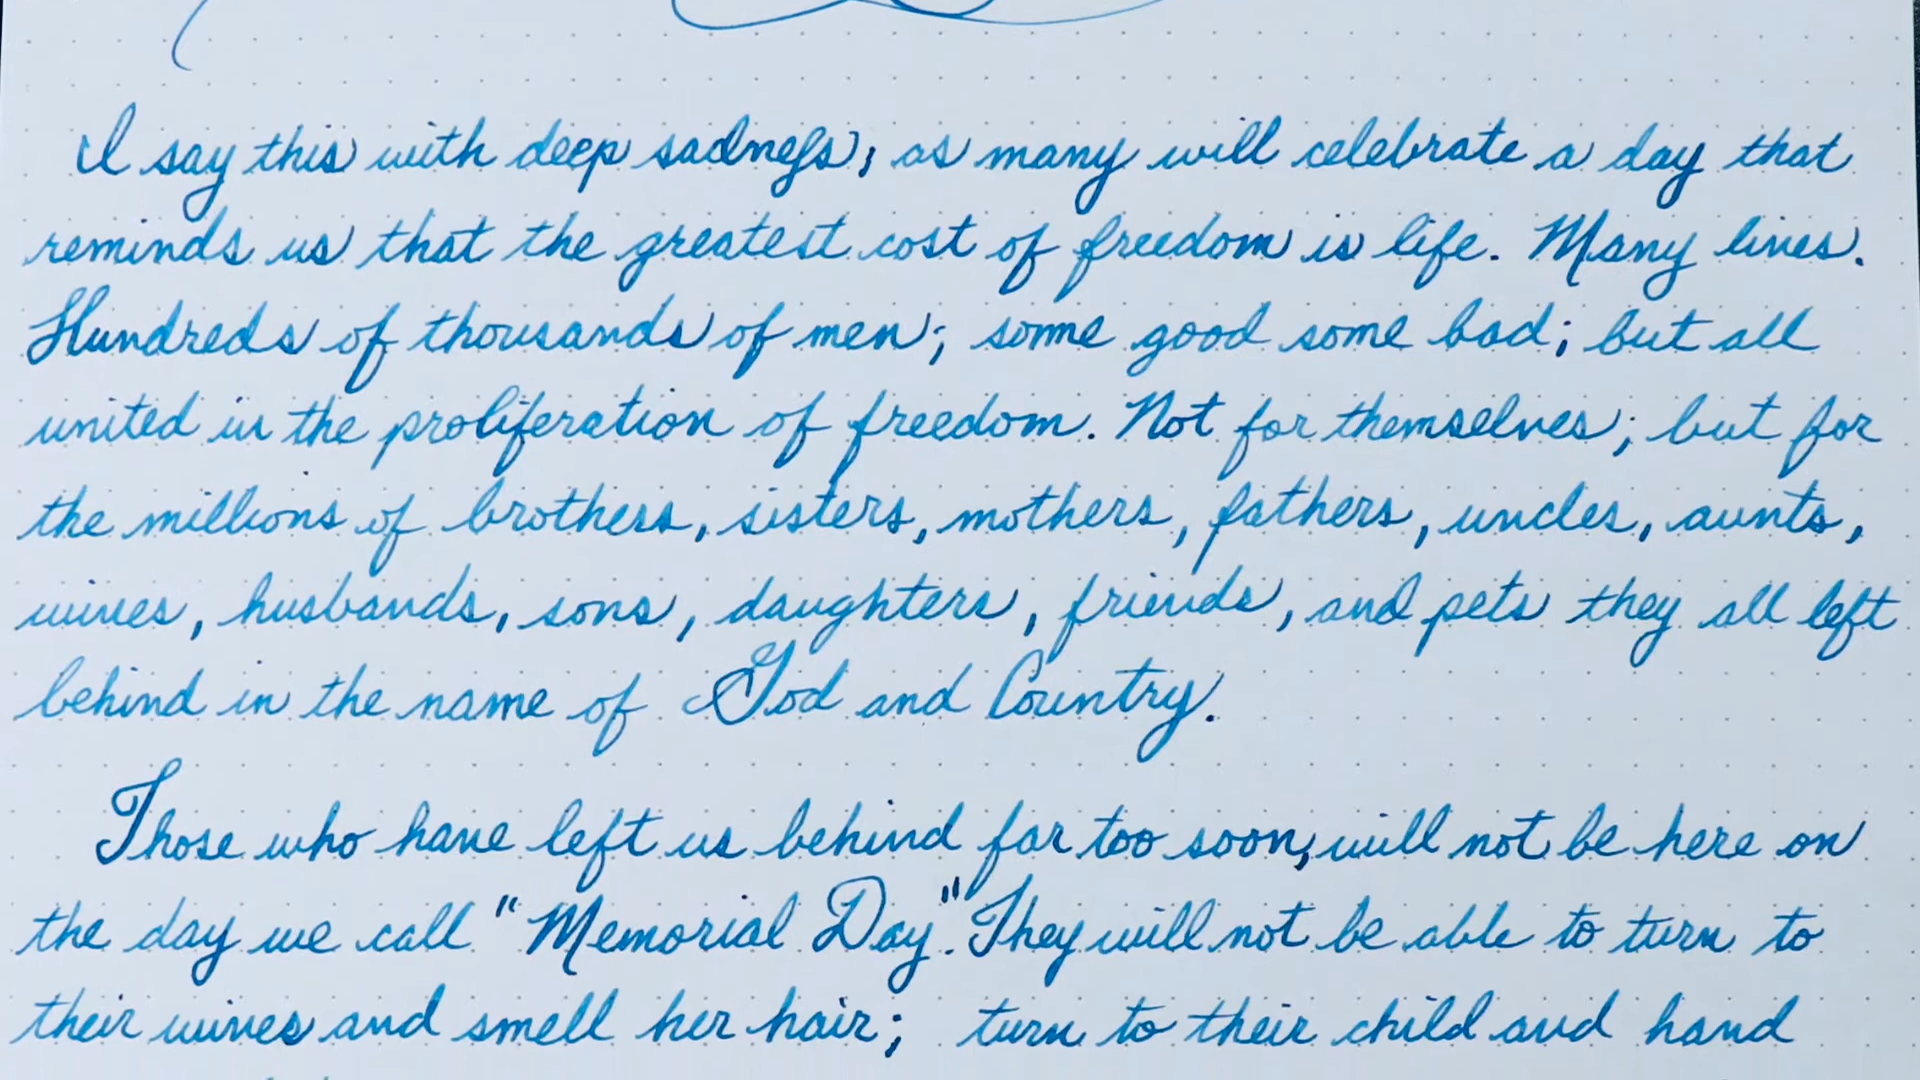 I say this with deep sadness, as many will celebrate a day that
reminds us that the greatest cost of freedom is life. Many lives.
Hundreds of thousands of men; some good some bad; but all
united in the proliferation of freedom. Not for themselves; but for
the millions of brothers, sisters, mothers, fathers, uncles, aunts,
wives, husbands, sons, daughters, friends, and pets they all left
behind in the name of God and Country.
Those who have left us behind far too soon, will not be here on
the day we call "Memorial Day". They will not be able to turn to
their wives and smell her hair; turn to their child and hand